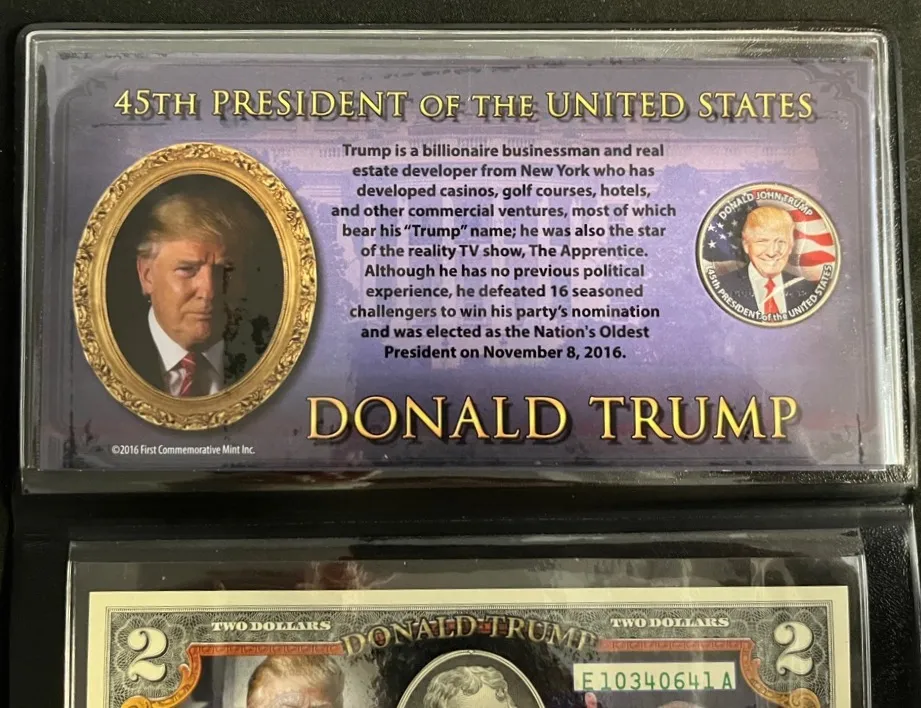 45TH PRESIDENT OF THE UNITED STATES
Trump is a billionaire businessman and real
estate developer from New York who has
developed casinos, golf courses, hotels,
and other commercial ventures, most of which
bear his "Trump" name; he was also the star
of the reality TV show, The Apprentice.
Although he has no previous political
experience, he defeated 16 seasoned
challengers to win his party's nomination
and was elected as the Nation's Oldest
President on November 8, 2016.
DONALD JOHN TRUMP
45th PRESIDENT of the UNITED STATES
DONALD TRUMP
©2016 First Commemorative Mint Inc.
2
TWO DOLLARS
DONALD TRUMP
TWO DOLLARS
2
E10340641A